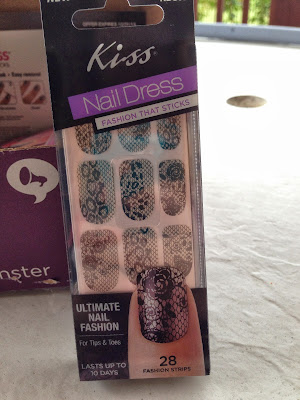 Kiss
Nail Dress
FASHION THAT STICKS
ULTIMATE
NAIL
FASHION
For Tips & Toes
LASTS UP TO
10 DAYS
28
FASHION STRIPS
nster